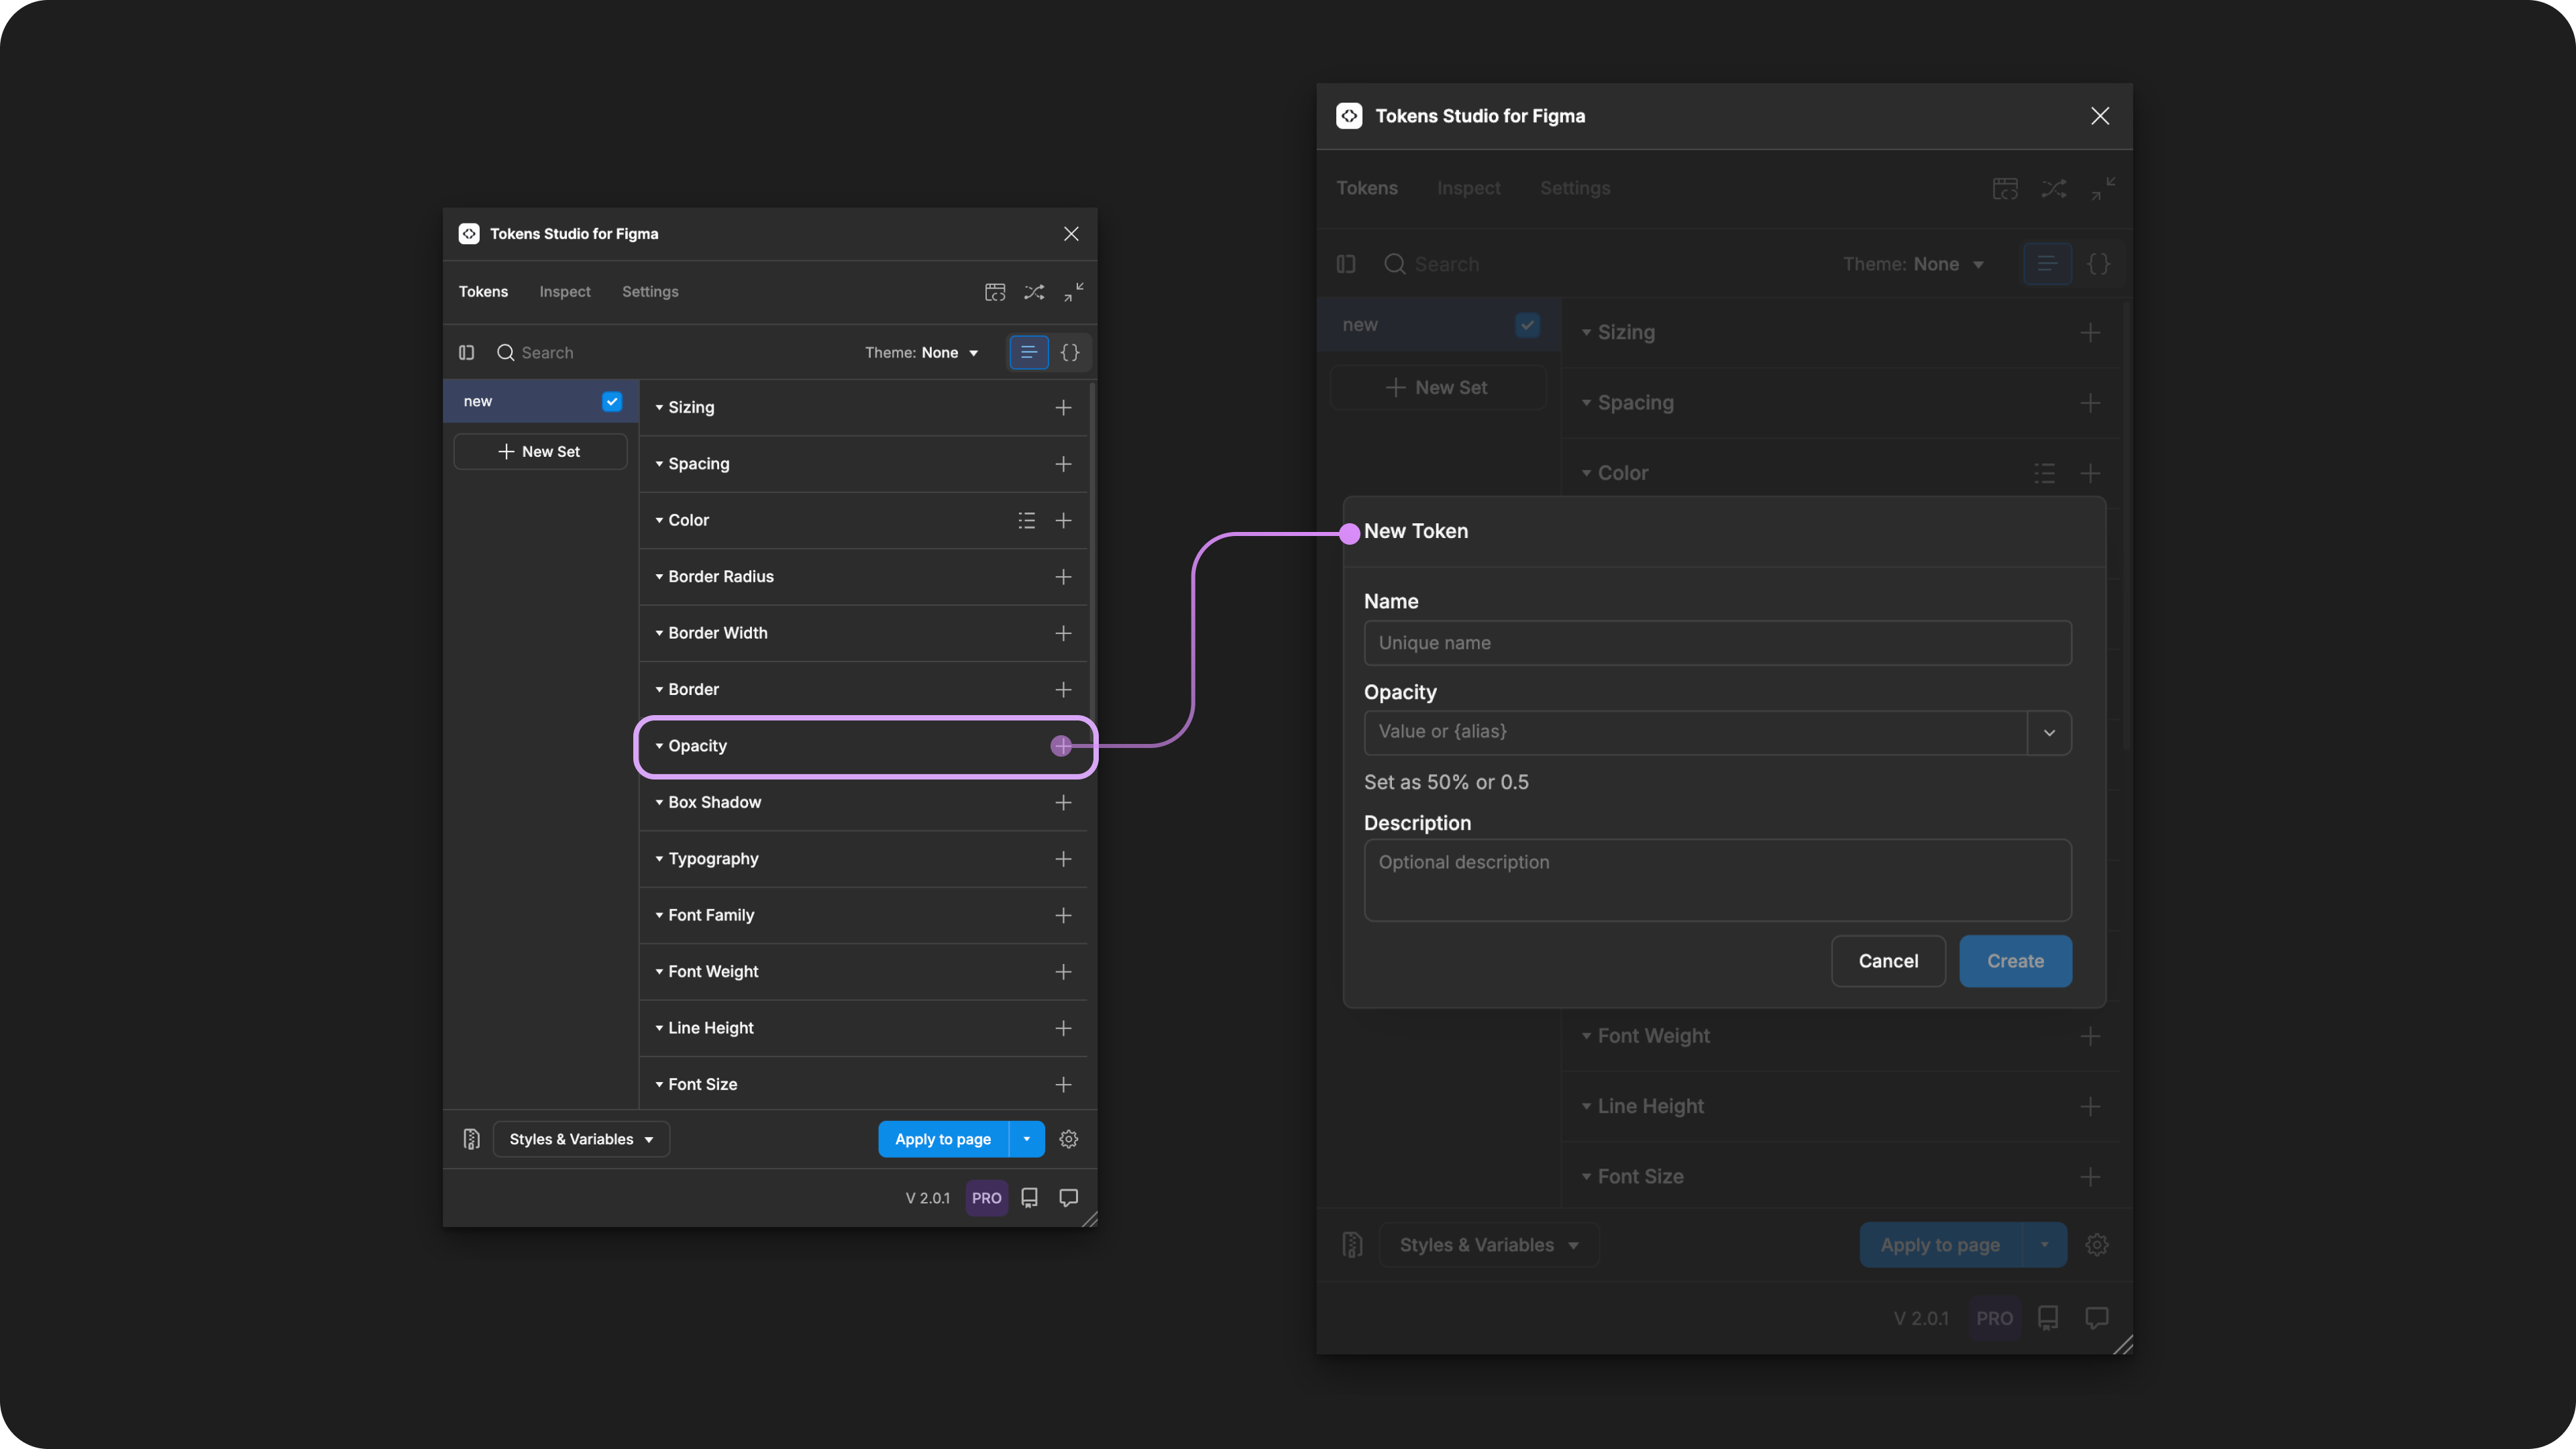 Tokens Studio for Figma
Tokens Inspect Settings
Search Theme: None
new
New Set
Sizing
Spacing
Color
Border Radius
Border Width
Border
Opacity
Box Shadow
Typography
Font Family
Font Weight
Line Height
Font Size
Styles & Variables Apply to page
V 2.0.1 PRO
Tokens Studio for Figma
Tokens Inspect Settings
Search Theme: None
new
New Set
Sizing
Spacing
Color
New Token
Name
Unique name
Opacity
Value or {alias}
Set as 50% or 0.5
Description
Optional description
Cancel Create
Font Weight
Line Height
Font Size
Styles & Variables Apply to page
V 2.0.1 PRO